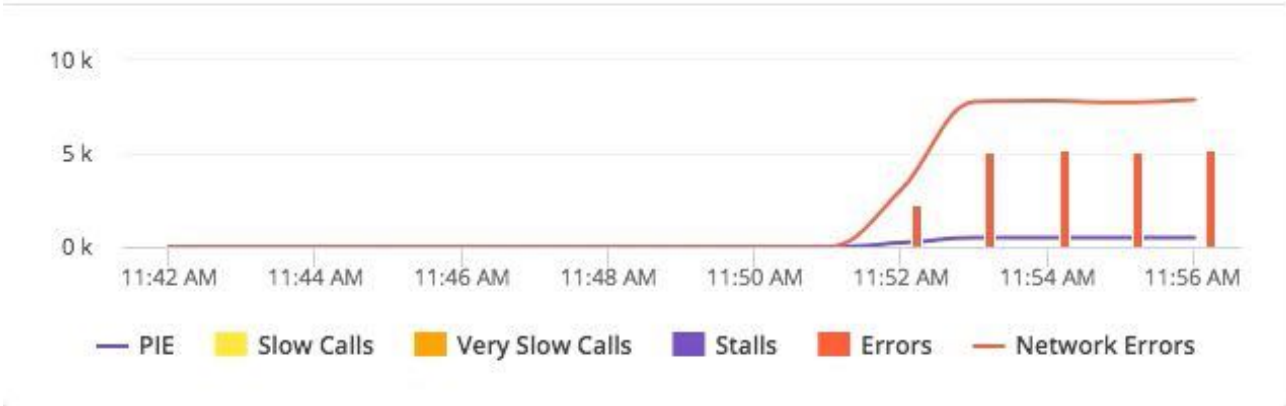 10 k
5 k
0 k
11:42 AM 11:44 AM 11:46 AM 11:48 AM 11:50 AM 11:52 AM 11:54 AM 11:56 AM
PIE Slow Calls Very Slow Calls Stalls Errors Network Errors